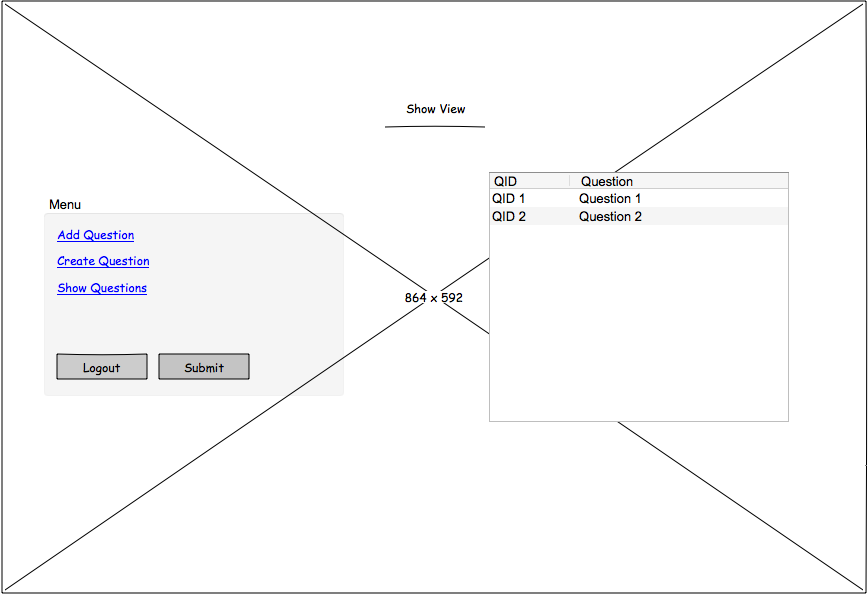 Show View
Menu
Add Question
Create Question
Show Questions
Logout Submit
QID Question
QID 1 Question 1
QID 2 Question 2
864 x 592